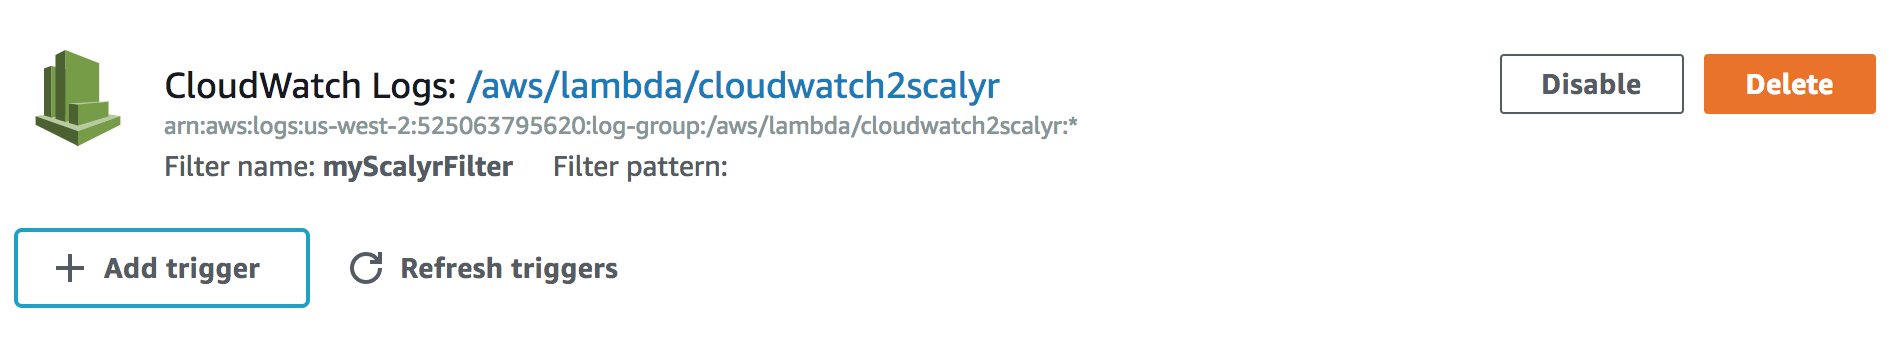 CloudWatch Logs: /aws/lambda/cloudwatch2scalyr
Disable
Delete
arn:aws:logs:us-west-2:525063795620:log-group:/aws/lambda/cloudwatch2scalyr:*
Filter name: myScalyrFilter Filter pattern:
Add trigger
Refresh triggers